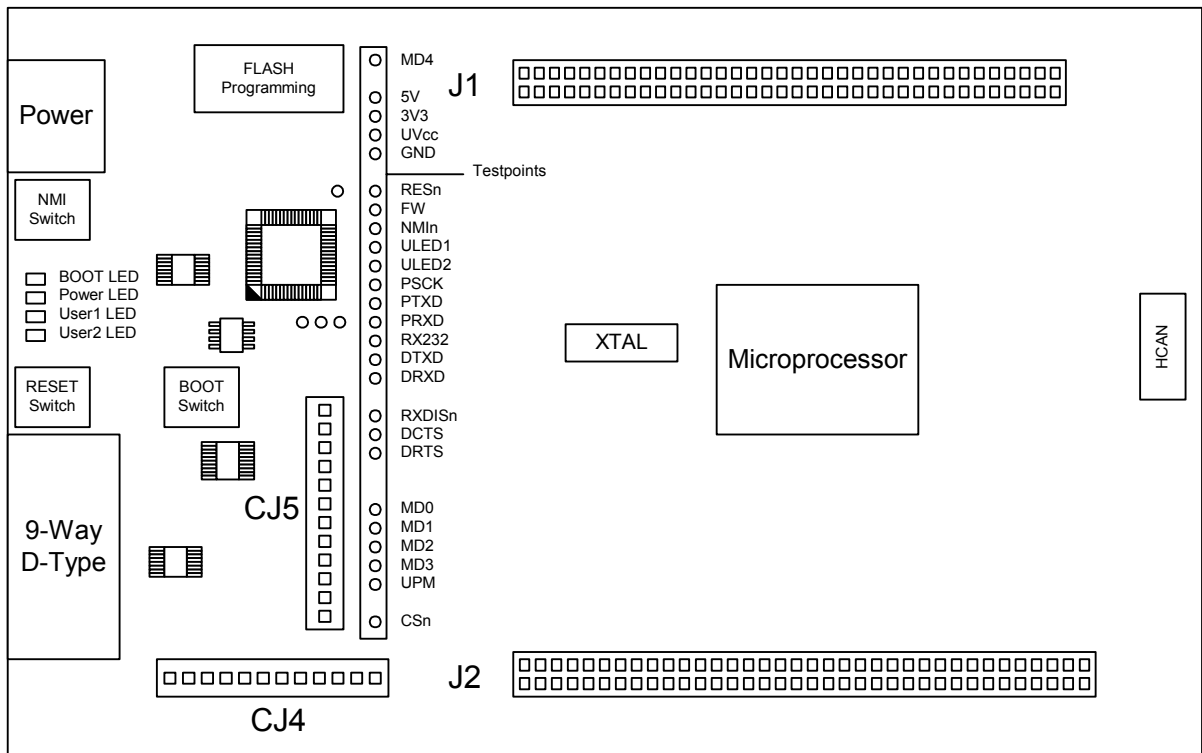 FLASH
Programming
Power
NMI
Switch
BOOT LED
Power LED
User1 LED
User2 LED
RESET
Switch
BOOT
Switch
9-Way
D-Type
CJ5
CJ4
MD4
5V
3V3
UVcc
GND
Testpoints
RESn
FW
NMIn
ULED1
ULED2
PSCK
PTXD
PRXD
RX232
DTXD
DRXD
RXDISn
DCTS
DRTS
MD0
MD1
MD2
MD3
UPM
CSn
J1
J2
XTAL
Microprocessor
HCAN